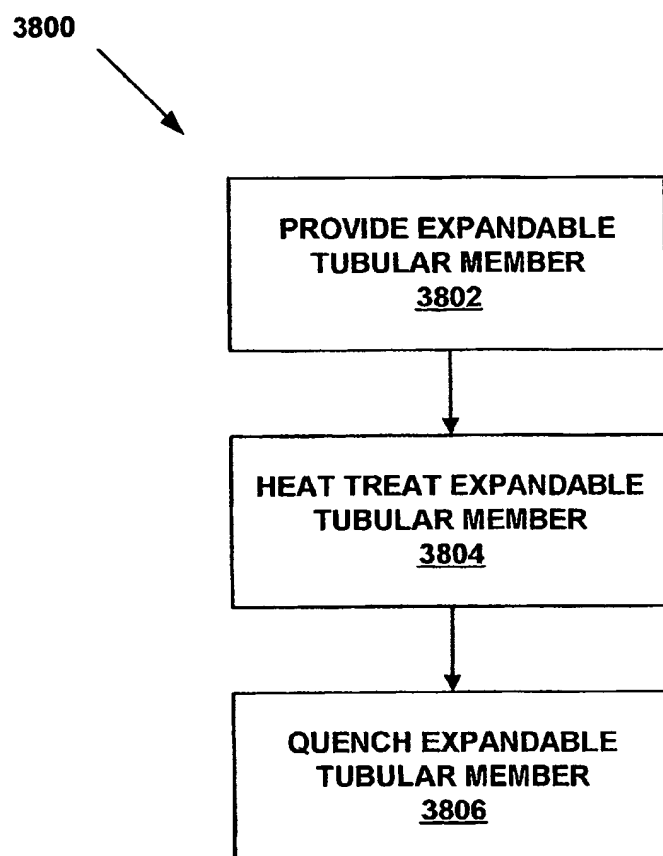 3800
PROVIDE EXPANDABLE
TUBULAR MEMBER
3802
HEAT TREAT EXPANDABLE
TUBULAR MEMBER
3804
QUENCH EXPANDABLE
TUBULAR MEMBER
3806